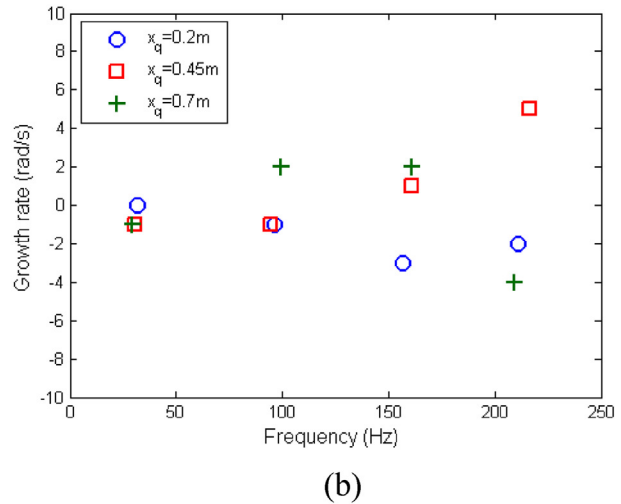 10
8
6
4
2
0
-2
-4
-6
-8
-10
Growth rate (rad/s)
x_q=0.2m
x_q=0.45m
x_q=0.7m
0 50 100 150 200 250
Frequency (Hz)
(b)